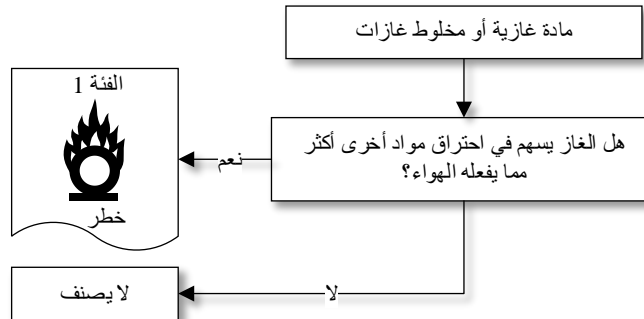 مادة غازية أو مخلوط غازات
الفئة 1
هل الغاز يسهم في احتراق مواد أخرى أكثر
مما يفعله الهواء؟
نعم
خطر
لا
لا يصنف